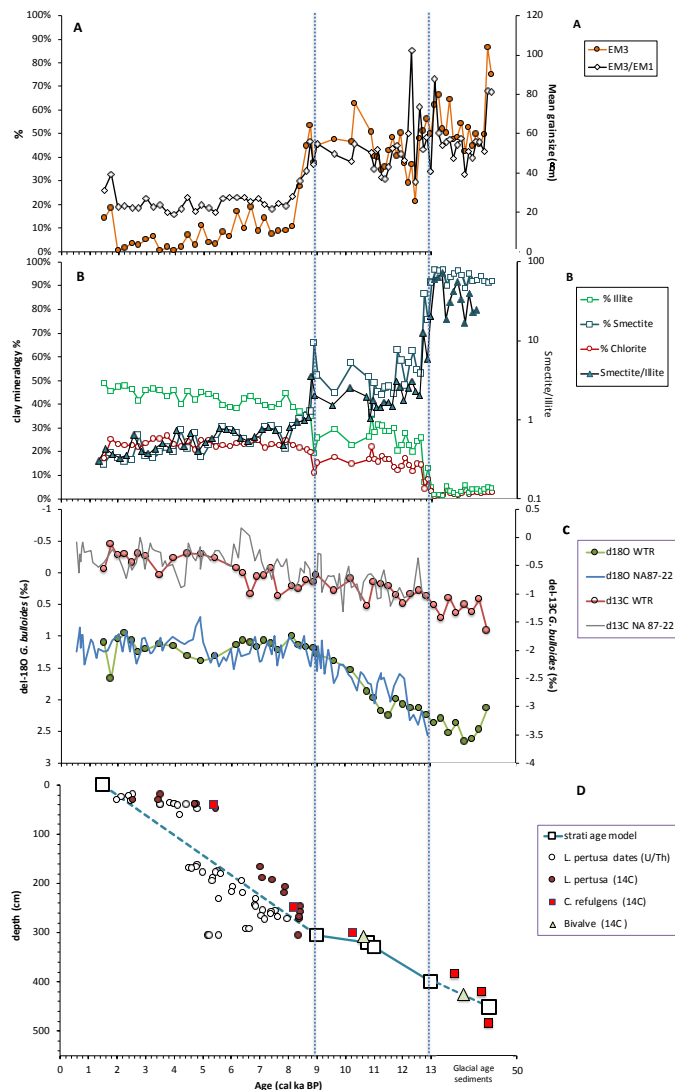 A
A
100%
90%
80%
70%
60%
50%
40%
30%
20%
10%
0%
%
120
100
80
60
40
20
0
Mean grain size (œm)
EM3
EM3/EM1
B
B
100%
90%
80%
70%
60%
50%
40%
30%
20%
10%
0%
clay mineralogy %
100
10
1
0.1
Smectite/Illite
% Illite
% Smectite
% Chlorite
Smectite/Illite
-1
-0.5
0
0.5
1
1.5
2
2.5
3
del-18O G. bulloides (‰)
0.5
0
-0.5
-1
-1.5
-2
-2.5
-3
-3.5
-4
del-13C G. bulloides (‰)
C
d18O WTR
d18O NA87-22
d13C WTR
d13C NA 87-22
0
100
200
300
400
500
depth (cm)
D
strati age model
L. pertusa dates (U/Th)
L. pertusa (14C)
C. refulgens (14C)
Bivalve (14C)
0 1 2 3 4 5 6 7 8 9 10 11 12 13 50
Glacial age
sediments
Age (cal ka BP)